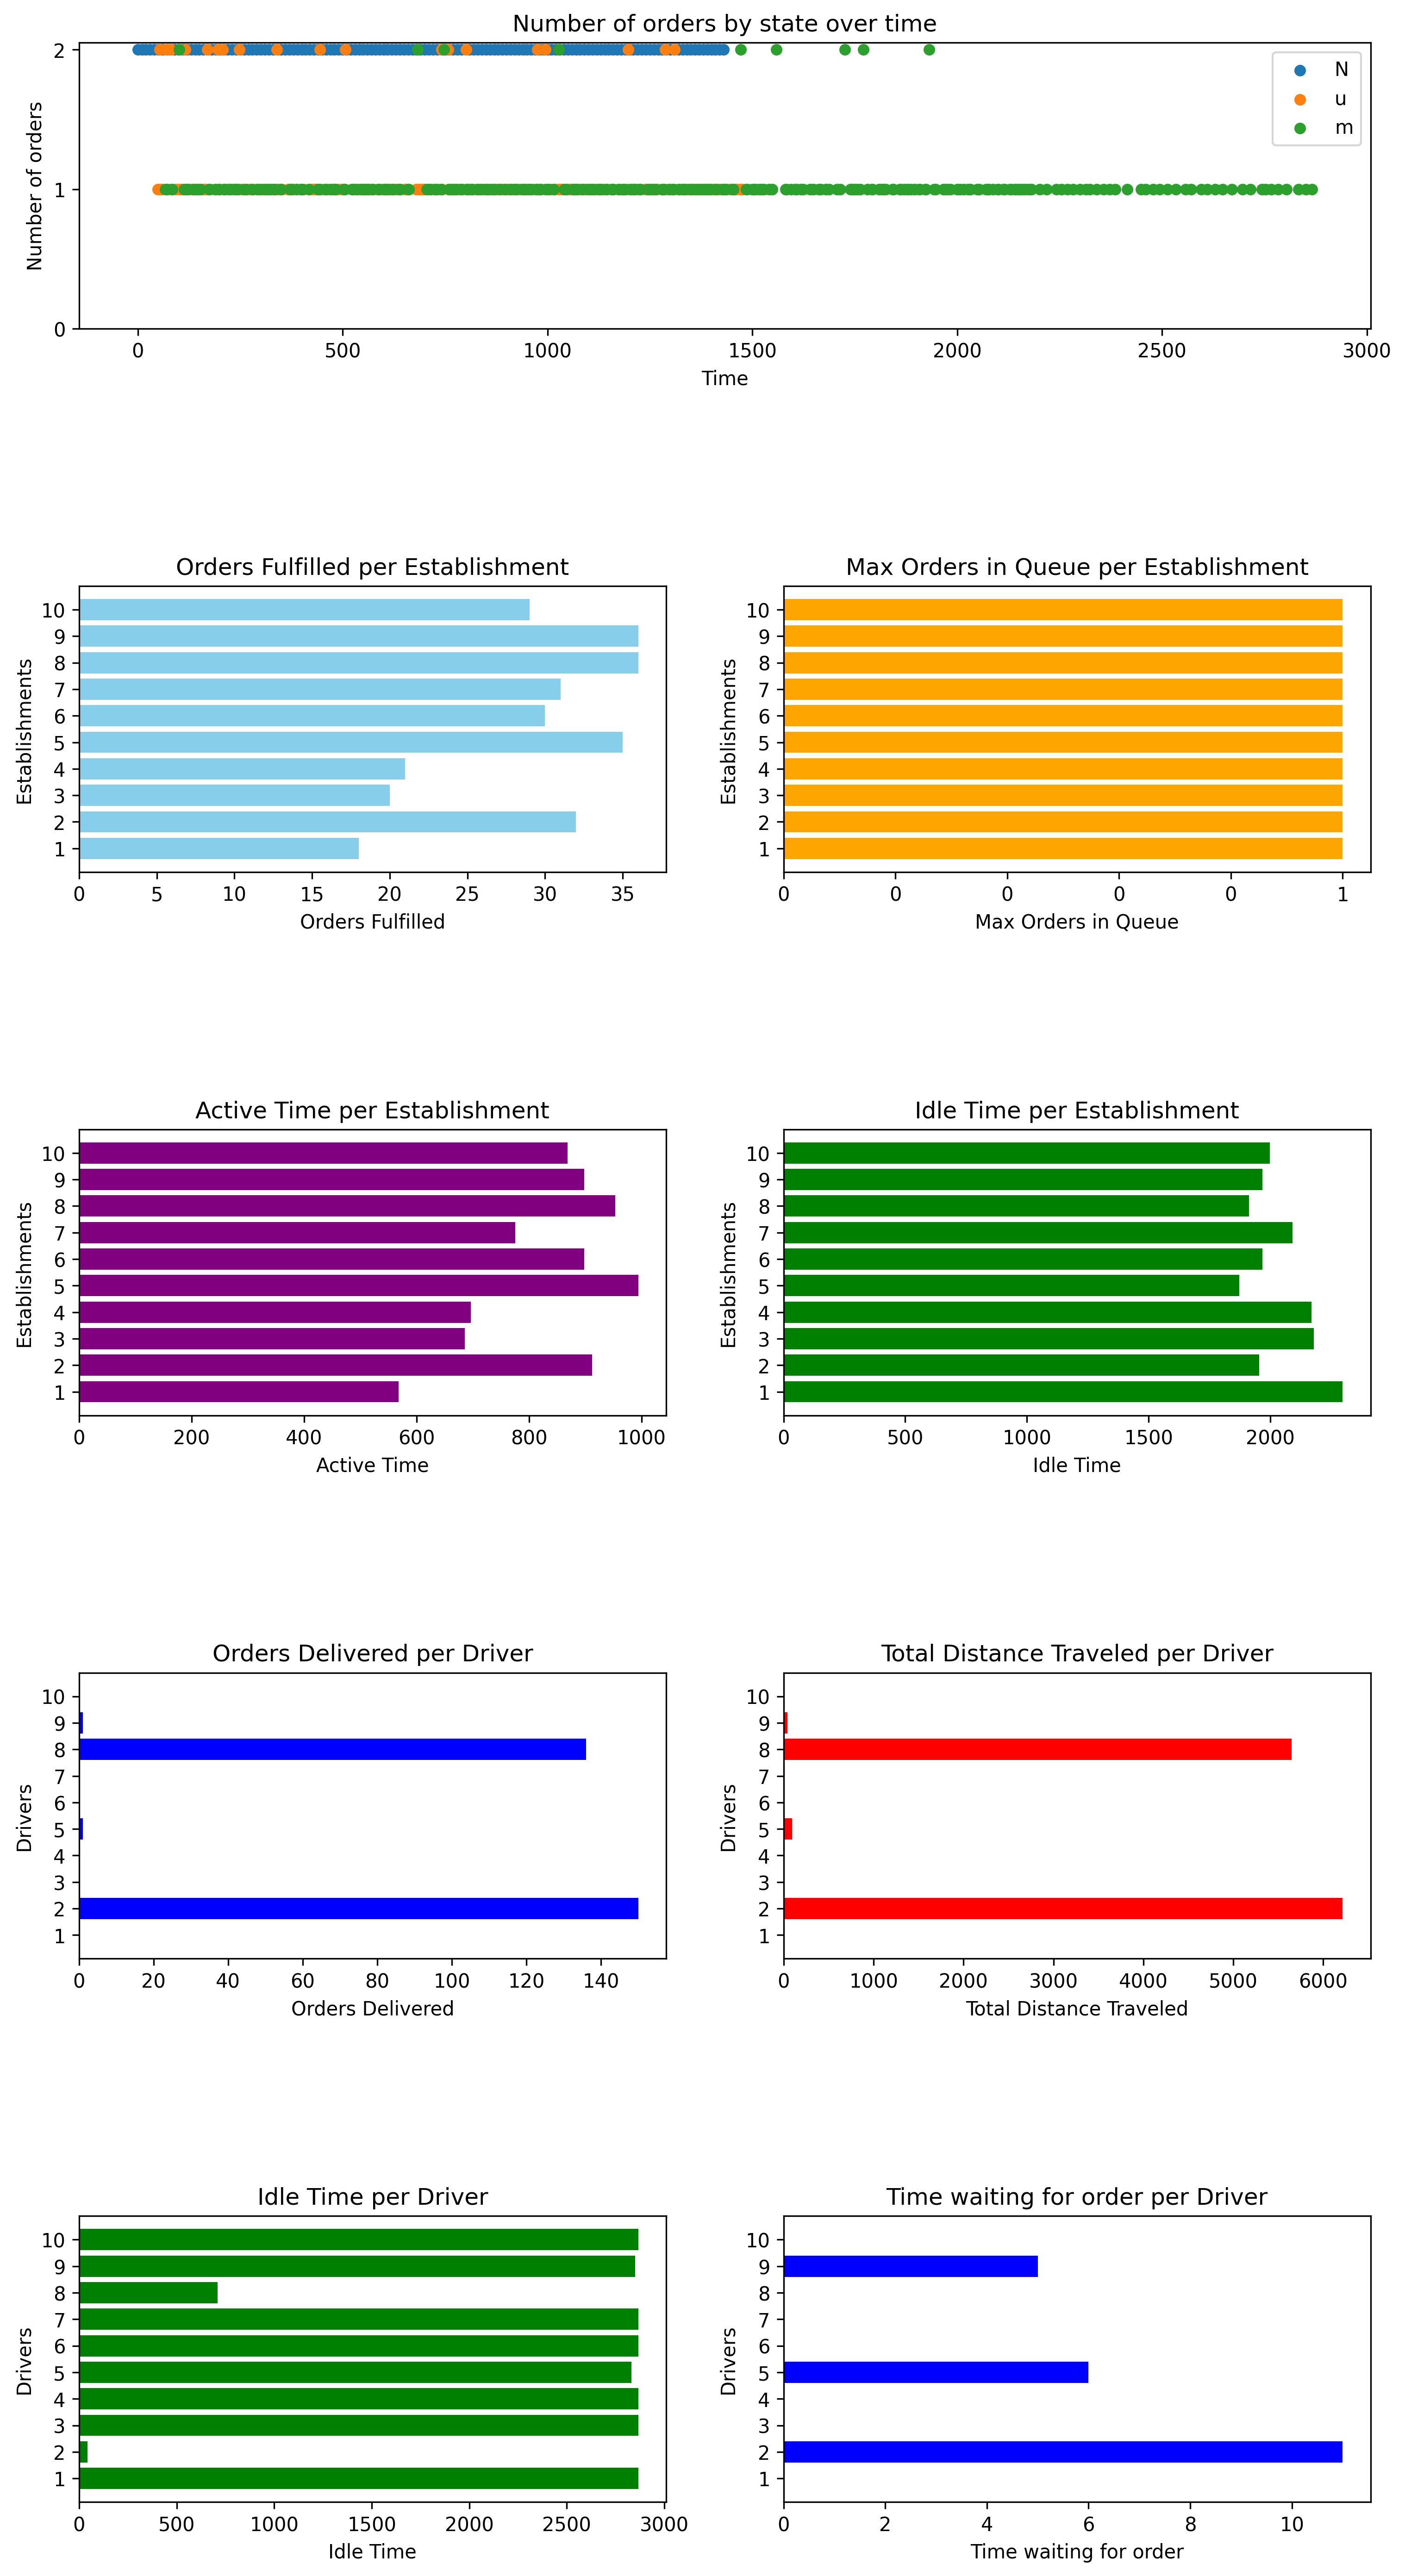 Number of orders by state over time
Number of orders
2
1
0
N
u
m
0 500 1000 1500 2000 2500 3000
Time
Orders Fulfilled per Establishment
Establishments
10
9
8
7
6
5
4
3
2
1
0 5 10 15 20 25 30 35
Orders Fulfilled
Max Orders in Queue per Establishment
Establishments
10
9
8
7
6
5
4
3
2
1
0 0 0 0 0 1
Max Orders in Queue
Active Time per Establishment
Establishments
10
9
8
7
6
5
4
3
2
1
0 200 400 600 800 1000
Active Time
Idle Time per Establishment
Establishments
10
9
8
7
6
5
4
3
2
1
0 500 1000 1500 2000
Idle Time
Orders Delivered per Driver
Drivers
10
9
8
7
6
5
4
3
2
1
0 20 40 60 80 100 120 140
Orders Delivered
Total Distance Traveled per Driver
Drivers
10
9
8
7
6
5
4
3
2
1
0 1000 2000 3000 4000 5000 6000
Total Distance Traveled
Idle Time per Driver
Drivers
10
9
8
7
6
5
4
3
2
1
0 500 1000 1500 2000 2500 3000
Idle Time
Time waiting for order per Driver
Drivers
10
9
8
7
6
5
4
3
2
1
0 2 4 6 8 10
Time waiting for order